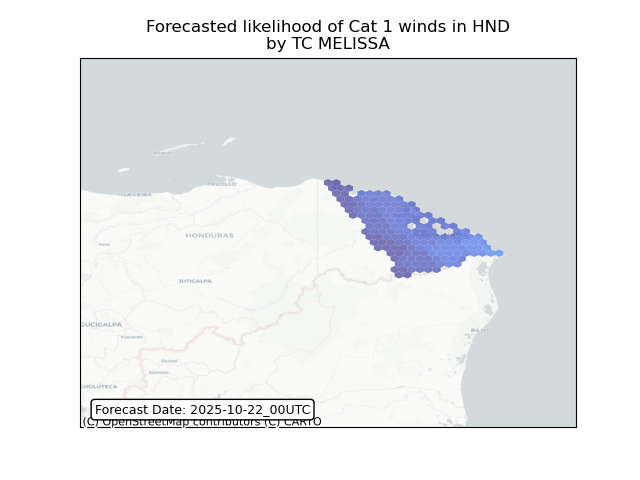 Forecasted likelihood of Cat 1 winds in HND
by TC MELISSA
TRUJILLO
LA CEIBA
HONDURAS
JUTICALPA
CUCICALPA
BILWI
CHOLUTECA
Forecast Date: 2025-10-22_00UTC
(C) OpenStreetMap contributors (C) CARTO